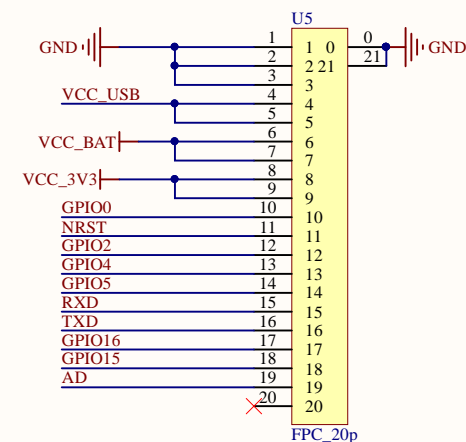 U5
GND 1 1 0 0 GND
2 2 21 21
3 3
VCC_USB 4 4
5 5
VCC_BAT 6 6
7 7
VCC_3V3 8 8
9 9
GPIO0 10 10
NRST 11 11
GPIO2 12 12
GPIO4 13 13
GPIO5 14 14
RXD 15 15
TXD 16 16
GPIO16 17 17
GPIO15 18 18
AD 19 19
20 20
FPC_20p